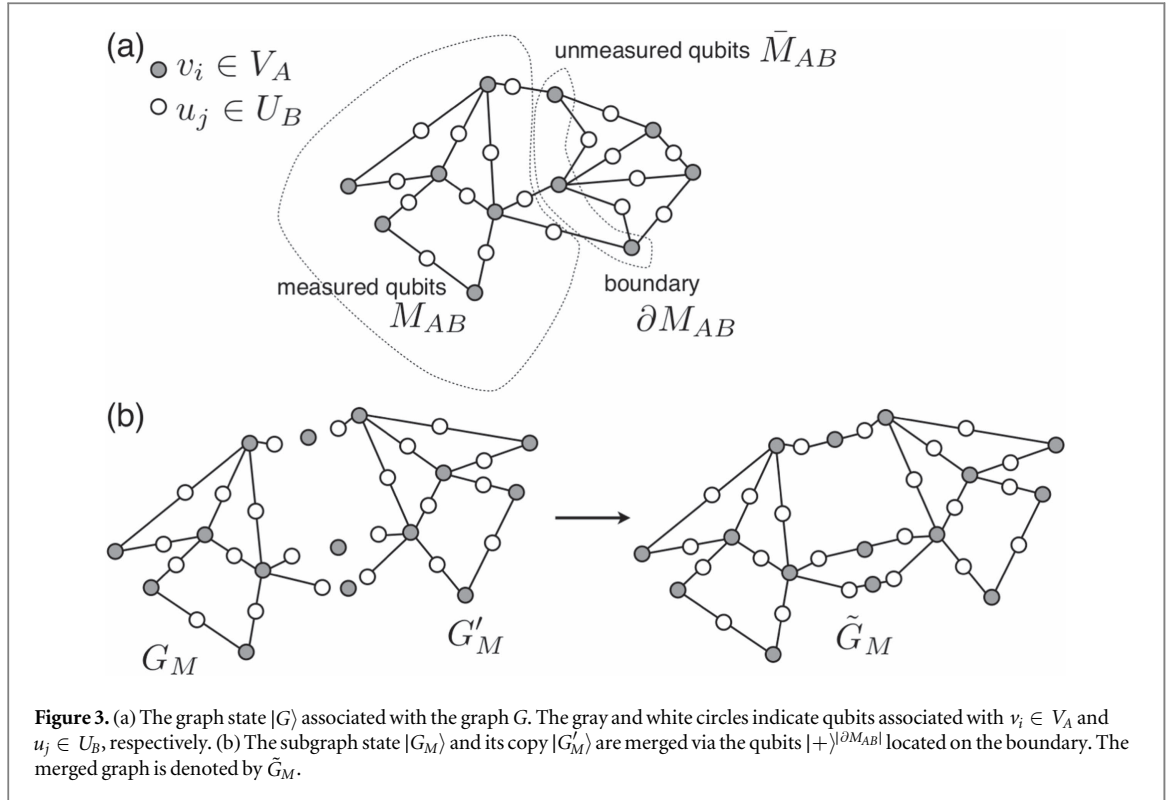 (a)
unmeasured qubits M̄_AB
v_i ∈ V_A
u_j ∈ U_B
measured qubits
M_AB
boundary
∂M_AB
(b)
G_M
G′_M
G̃_M
Figure 3. (a) The graph state |G⟩ associated with the graph G. The gray and white circles indicate qubits associated with v_i ∈ V_A and
u_j ∈ U_B, respectively. (b) The subgraph state |G_M⟩ and its copy |G′_M⟩ are merged via the qubits |+⟩^|∂M_AB| located on the boundary. The
merged graph is denoted by G̃_M.